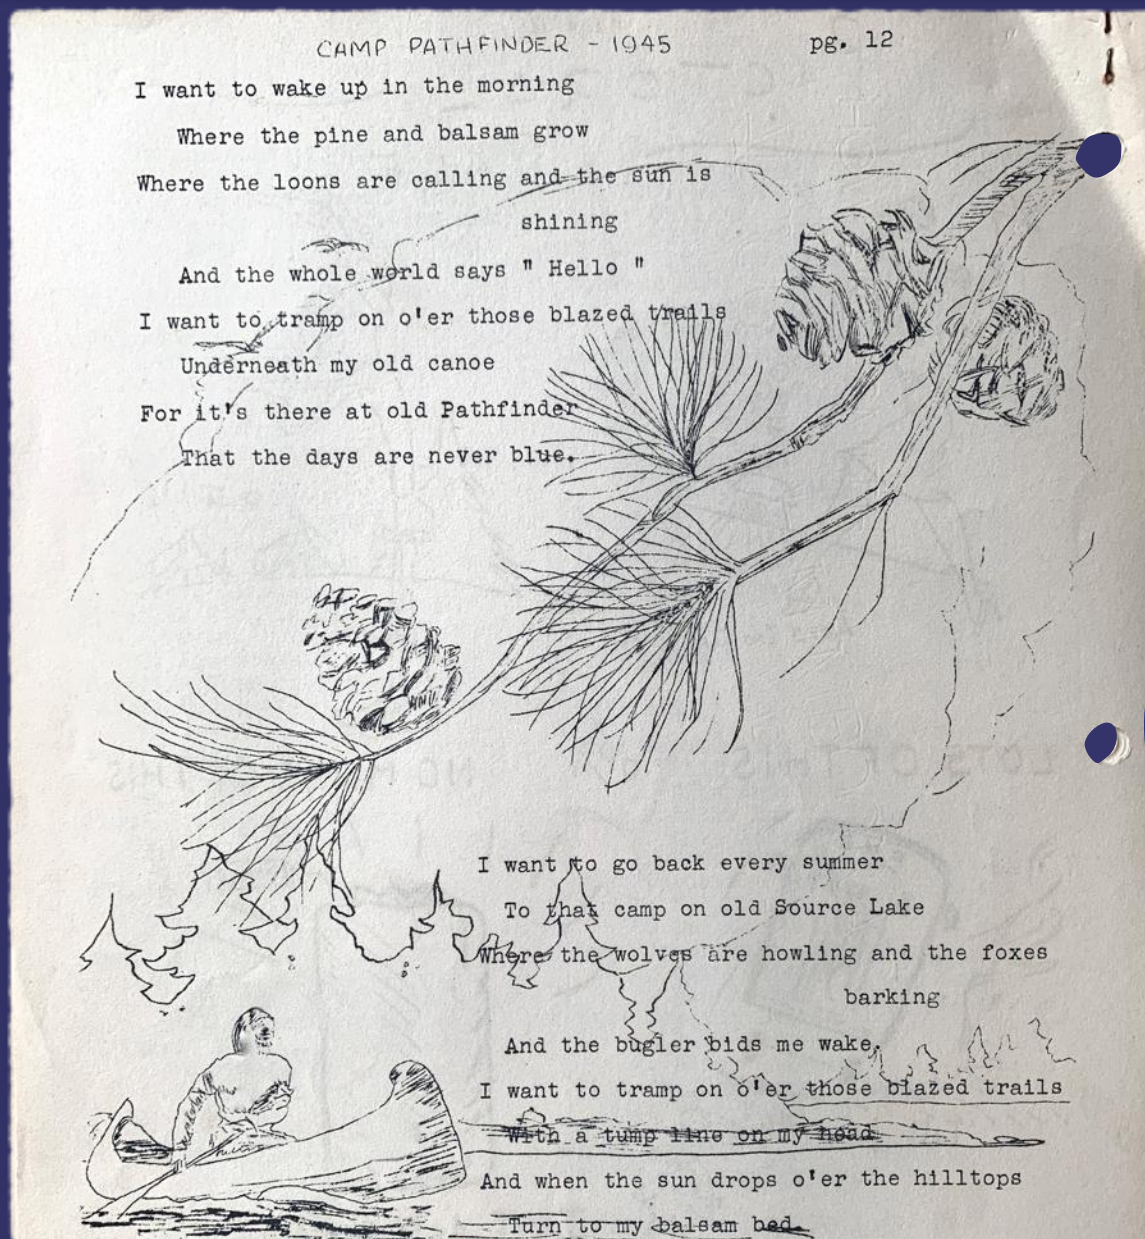 CAMP PATHFINDER - 1945 pg. 12
I want to wake up in the morning
Where the pine and balsam grow
Where the loons are calling and the sun is
shining
And the whole world says " Hello "
I want to tramp on o'er those blazed trails
Underneath my old canoe
For it's there at old Pathfinder
That the days are never blue.
LOTS OF THIS
I want to go back every summer
To that camp on old Source Lake
Where the wolves are howling and the foxes
barking
And the bugler bids me wake.
I want to tramp on o'er those blazed trails
With a tump line on my head
And when the sun drops o'er the hilltops
Turn to my balsam bed.